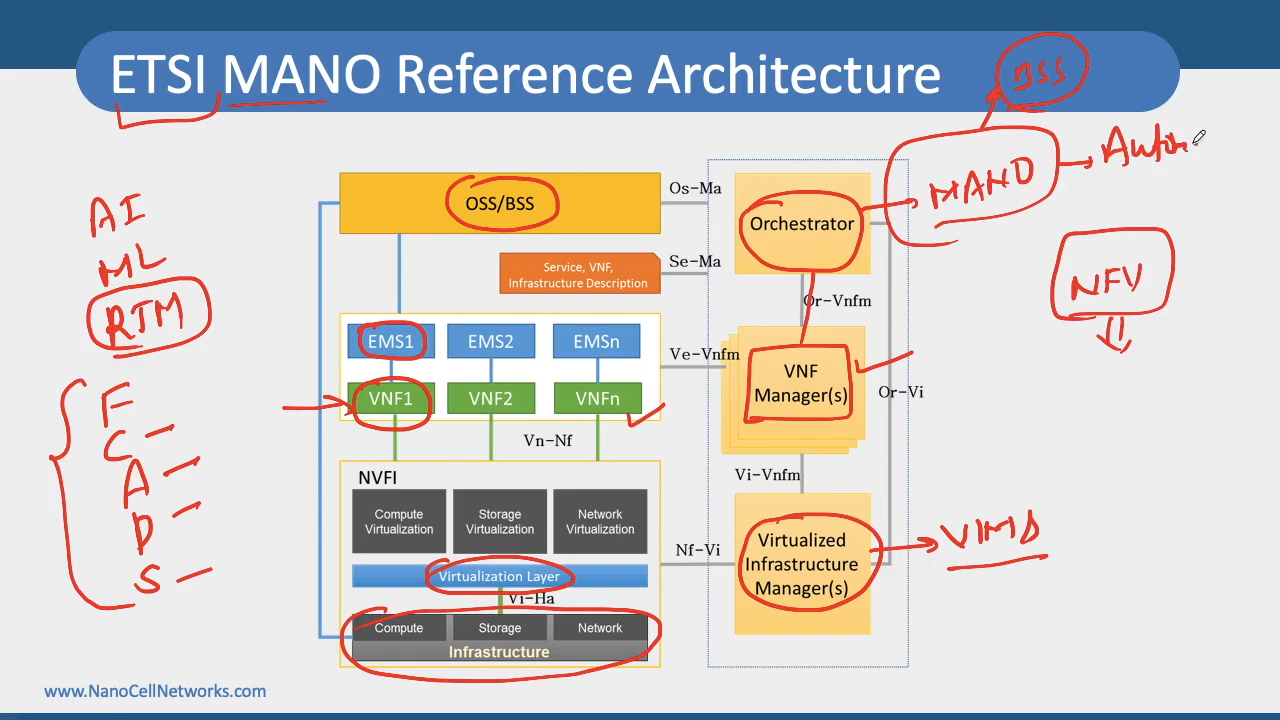 ETSI MANO Reference Architecture
BSS
MANO
AI
ML
RTM
F
C
A
D
S
OSS/BSS
Os-Ma
Orchestrator
Se-Ma
Service, VNF,
Infrastructure Description
Or-Vnfm
NFV
EMS1
EMS2
EMSn
Ve-Vnfm
VNF
Manager(s)
VNF1
VNF2
VNFn
Or-Vi
Vn-Nf
Vi-Vnfm
NVFI
Compute
Virtualization
Storage
Virtualization
Network
Virtualization
Nf-Vi
Virtualized
Infrastructure
Manager(s)
Virtualization Layer
Vi-Ha
Compute
Storage
Network
Infrastructure
www.NanoCellNetworks.com